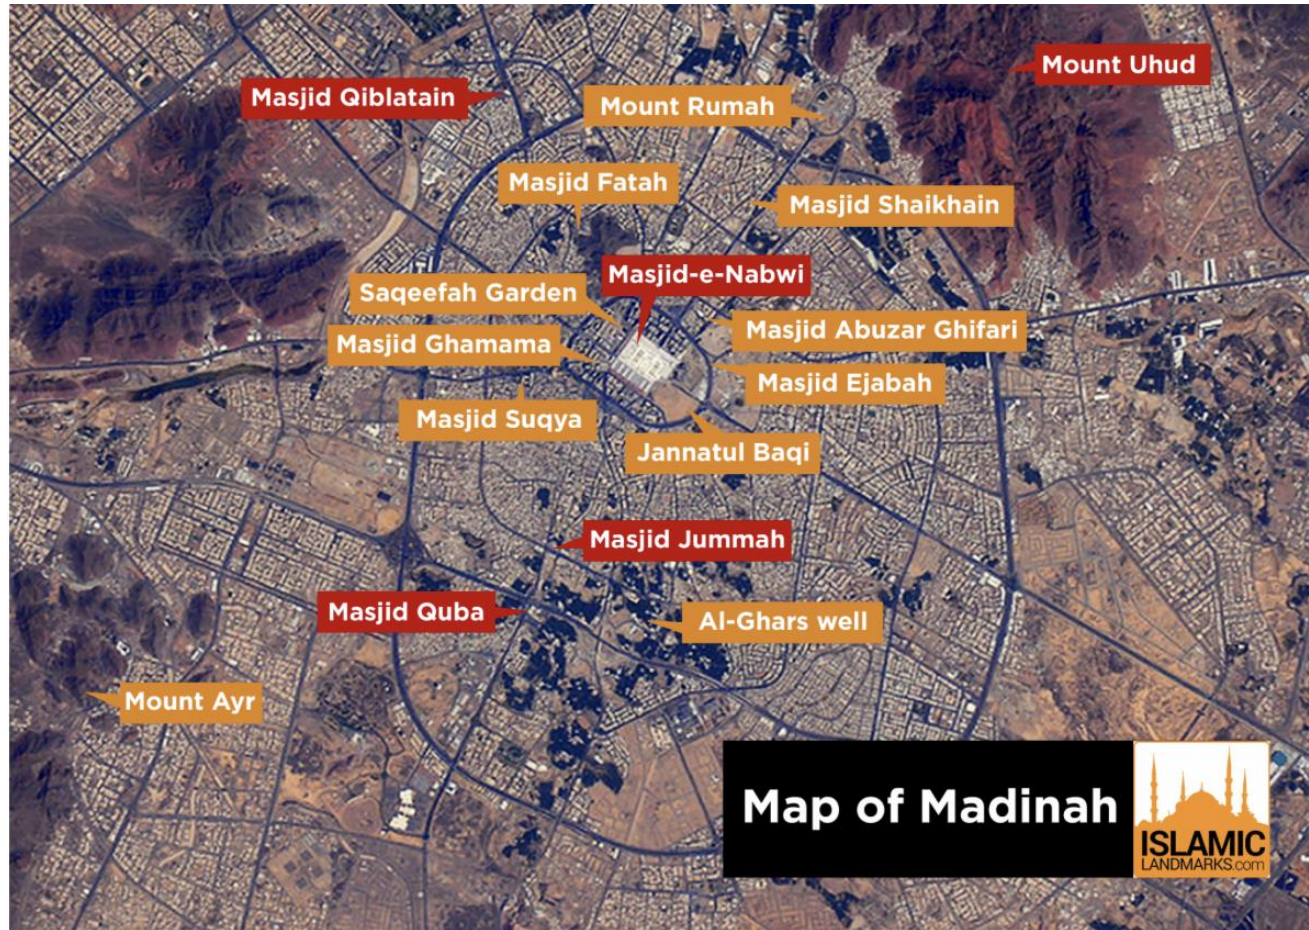 Mount Uhud
Masjid Qiblatain
Mount Rumah
Masjid Fatah
Masjid Shaikhain
Masjid-e-Nabwi
Saqeefah Garden
Masjid Abuzar Ghifari
Masjid Ghamama
Masjid Ejabah
Masjid Suqya
Jannatul Baqi
Masjid Jummah
Masjid Quba
Al-Ghars well
Mount Ayr
Map of Madinah
ISLAMIC
LANDMARKS.com